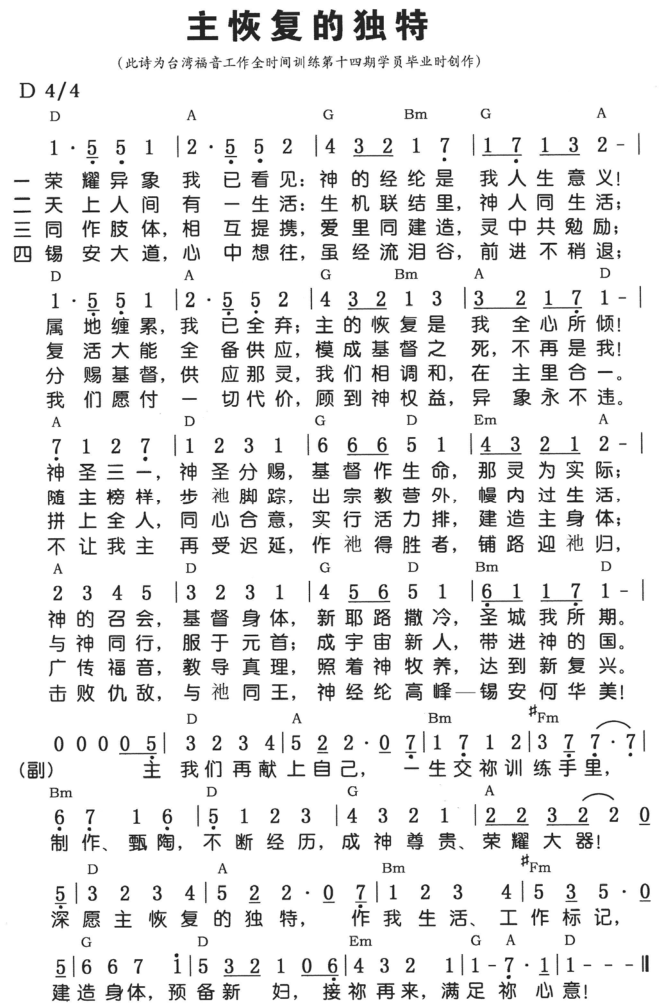 主恢复的独特
（此诗为台湾福音工作全时间训练第十四期学员毕业时创作）
D 4/4
D A G Bm G A
1 · 5 5 1 | 2 · 5 5 2 | 4 3 2 1 7 | 1 7 1 3 2 - |
一 荣耀异象 我已看见：神的经纶是 我人生意义！
二 天上人间 有一生活：生机联结里，神人同生活；
三 同作肢体，相互提携，爱里同建造，灵中共勉励；
四 锡安大道，心中想往，虽经流泪谷，前进不稍退；
D A G Bm A D
1 · 5 5 1 | 2 · 5 5 2 | 4 3 2 1 3 | 3 2 1 7 1 - |
属地缠累，我已全弃；主的恢复是 我全心所倾！
复活大能 全备供应，模成基督之死，不再是我！
分赐基督，供应那灵，我们相调和，在主里合一。
我们愿付 一切代价，顾到神权益，异象永不违。
A D G D Em A
7 1 2 7 | 1 2 3 1 | 6 6 6 5 1 | 4 3 2 1 2 - |
神圣三一，神圣分赐，基督作生命，那灵为实际；
随主榜样，步祂脚踪，出宗教营外，幔内过生活，
拼上全人，同心合意，实行活力排，建造主身体；
不让我主 再受迟延，作祂得胜者，铺路迎祂归，
A D G D Bm D
2 3 4 5 | 3 2 3 1 | 4 5 6 5 1 | 6 1 1 7 1 - |
神的召会，基督身体，新耶路撒冷，圣城我所期。
与神同行，服于元首；成宇宙新人，带进神的国。
广传福音，教导真理，照着神牧养，达到新复兴。
击败仇敌，与祂同王，神经纶高峰—锡安何华美！
D A Bm #Fm
0 0 0 0 5 | 3 2 3 4 | 5 2 2 · 0 7 | 1 7 1 2 | 3 7 7 · 7 |
(副) 主 我们再献上自己， 一生交祢训练手里，
Bm D G A
6 7 1 6 | 5 1 2 3 | 4 3 2 1 | 2 2 3 2 2 0
制作、甄陶，不断经历，成神尊贵、荣耀大器！
D A Bm #Fm
5 | 3 2 3 4 | 5 2 2 · 0 7 | 1 2 3 4 | 5 3 5 · 0
深愿主恢复的独特， 作我生活、工作标记，
G D Em G A D
5 | 6 6 7 i | 5 3 2 1 0 6 | 4 3 2 1 | 1 - 7 · 1 | 1 - - - ‖
建造身体，预备新妇，接祢再来，满足祢心意！